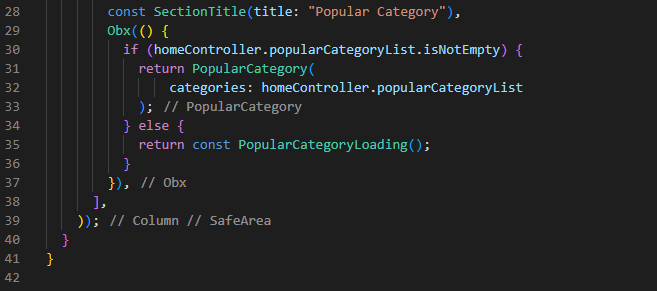 28 const SectionTitle(title: "Popular Category"),
29 Obx(() {
30 if (homeController.popularCategoryList.isNotEmpty) {
31 return PopularCategory(
32 categories: homeController.popularCategoryList
33 ); // PopularCategory
34 } else {
35 return const PopularCategoryLoading();
36 }
37 }), // Obx
38 ],
39 )); // Column // SafeArea
40 }
41 }
42